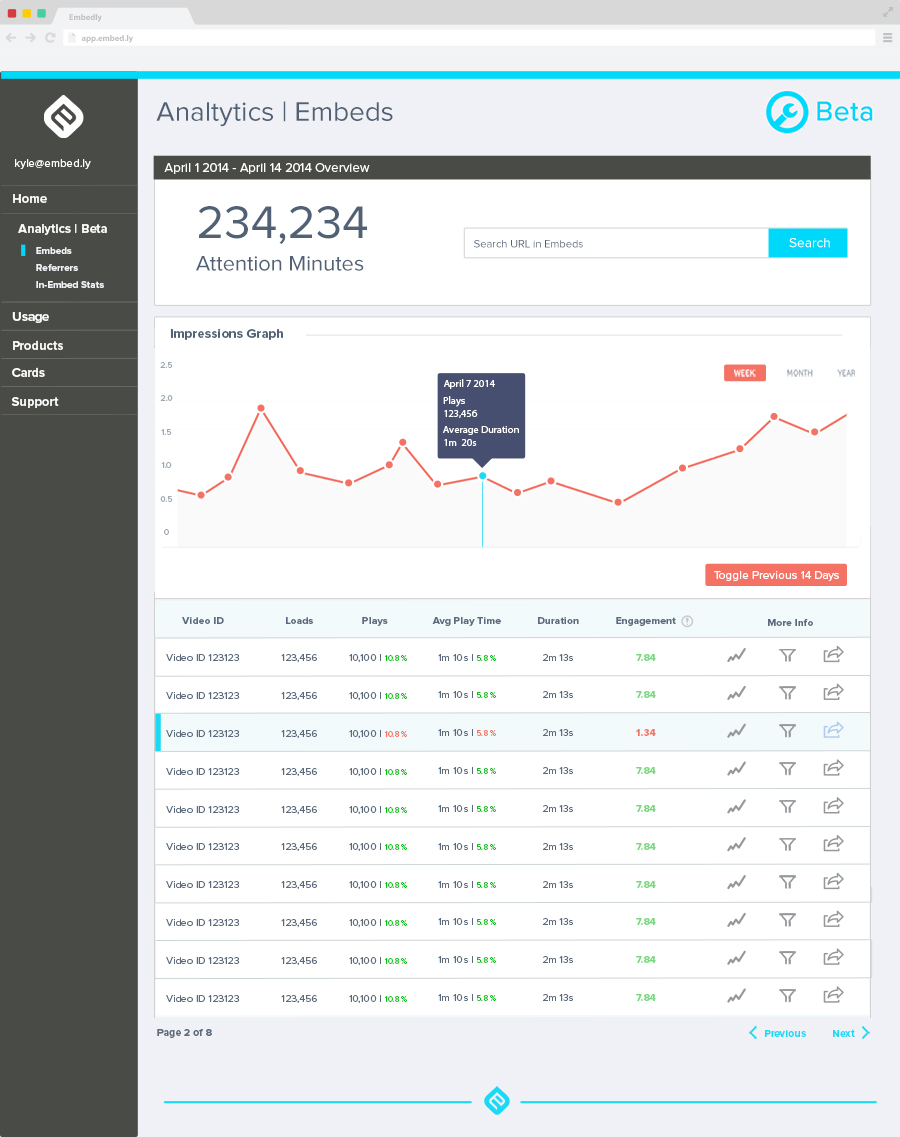 Embedly
app.embed.ly
kyle@embed.ly
Home
Analytics | Beta
Embeds
Referrers
In-Embed Stats
Usage
Products
Cards
Support
Analtytics | Embeds
Beta
April 1 2014 - April 14 2014 Overview
234,234
Attention Minutes
Search URL in Embeds
Search
Impressions Graph
WEEK MONTH YEAR
2.5
2.0
1.5
1.0
0.5
0
April 7 2014
Plays
123,456
Average Duration
1m 20s
Toggle Previous 14 Days
Video ID Loads Plays Avg Play Time Duration Engagement ? More Info
Video ID 123123 123,456 10,100 | 10.8% 1m 10s | 5.8% 2m 13s 7.84
Video ID 123123 123,456 10,100 | 10.8% 1m 10s | 5.8% 2m 13s 7.84
Video ID 123123 123,456 10,100 | 10.8% 1m 10s | 5.8% 2m 13s 1.34
Video ID 123123 123,456 10,100 | 10.8% 1m 10s | 5.8% 2m 13s 7.84
Video ID 123123 123,456 10,100 | 10.8% 1m 10s | 5.8% 2m 13s 7.84
Video ID 123123 123,456 10,100 | 10.8% 1m 10s | 5.8% 2m 13s 7.84
Video ID 123123 123,456 10,100 | 10.8% 1m 10s | 5.8% 2m 13s 7.84
Video ID 123123 123,456 10,100 | 10.8% 1m 10s | 5.8% 2m 13s 7.84
Video ID 123123 123,456 10,100 | 10.8% 1m 10s | 5.8% 2m 13s 7.84
Video ID 123123 123,456 10,100 | 10.8% 1m 10s | 5.8% 2m 13s 7.84
Page 2 of 8
Previous Next